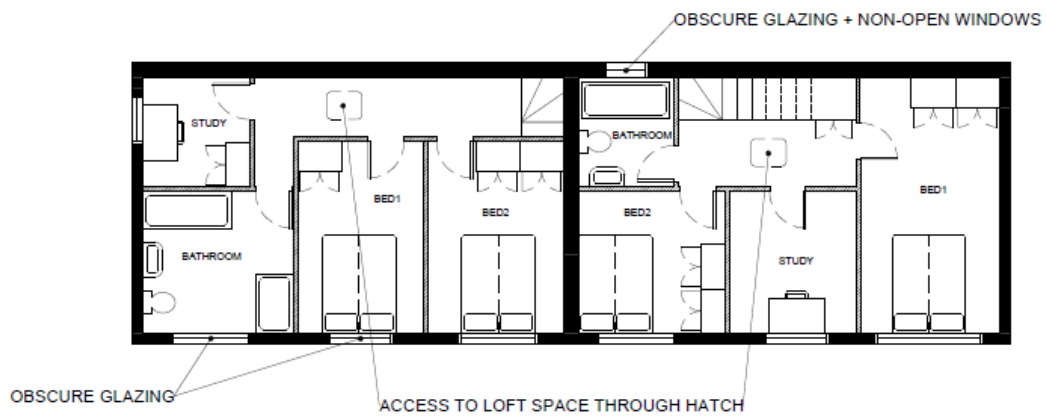 OBSCURE GLAZING + NON-OPEN WINDOWS
STUDY
BATHROOM
BED1
BED1
BED2
BED2
BATHROOM
STUDY
OBSCURE GLAZING
ACCESS TO LOFT SPACE THROUGH HATCH